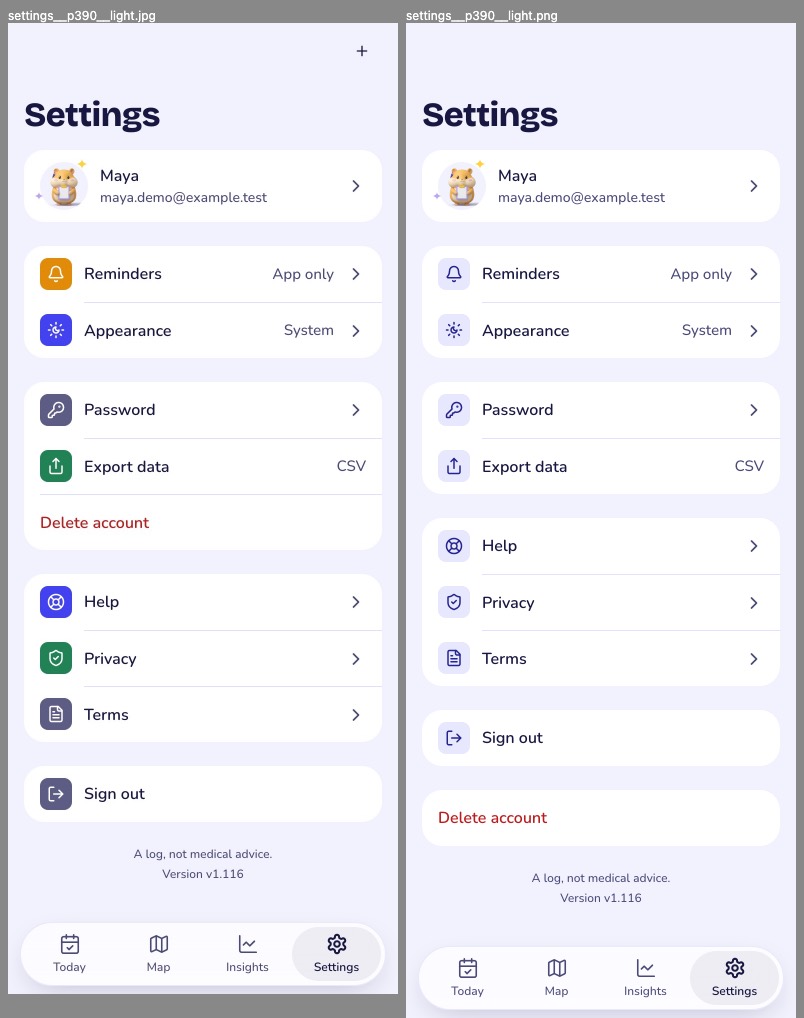 settings__p390__light.jpg
+
Settings
Maya
maya.demo@example.test
Reminders App only
Appearance System
Password
Export data CSV
Delete account
Help
Privacy
Terms
Sign out
A log, not medical advice.
Version v1.116
Today Map Insights Settings
settings__p390__light.png
Settings
Maya
maya.demo@example.test
Reminders App only
Appearance System
Password
Export data CSV
Help
Privacy
Terms
Sign out
Delete account
A log, not medical advice.
Version v1.116
Today Map Insights Settings